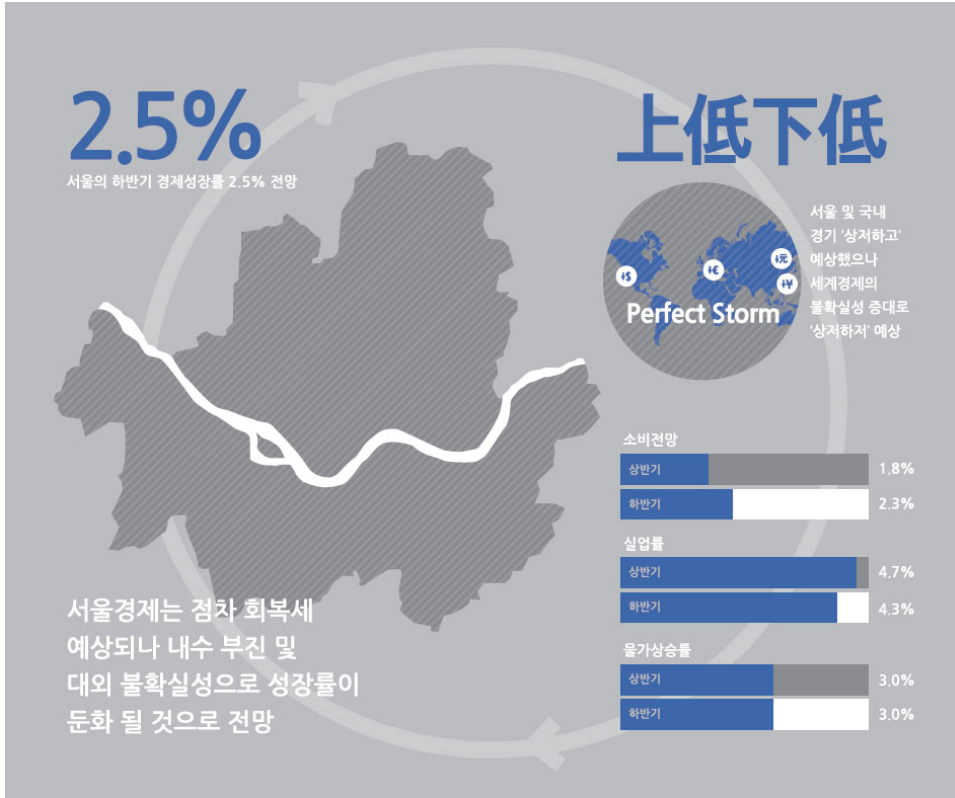 2.5%
서울의 하반기 경제성장률 2.5% 전망
上低下低
서울 및 국내
경기 '상저하고'
예상했으나
세계경제의
불확실성 증대로
'상저하저' 예상
$
€
元
¥
Perfect Storm
소비전망
상반기 1.8%
하반기 2.3%
실업률
상반기 4.7%
하반기 4.3%
물가상승률
상반기 3.0%
하반기 3.0%
서울경제는 점차 회복세
예상되나 내수 부진 및
대외 불확실성으로 성장률이
둔화 될 것으로 전망